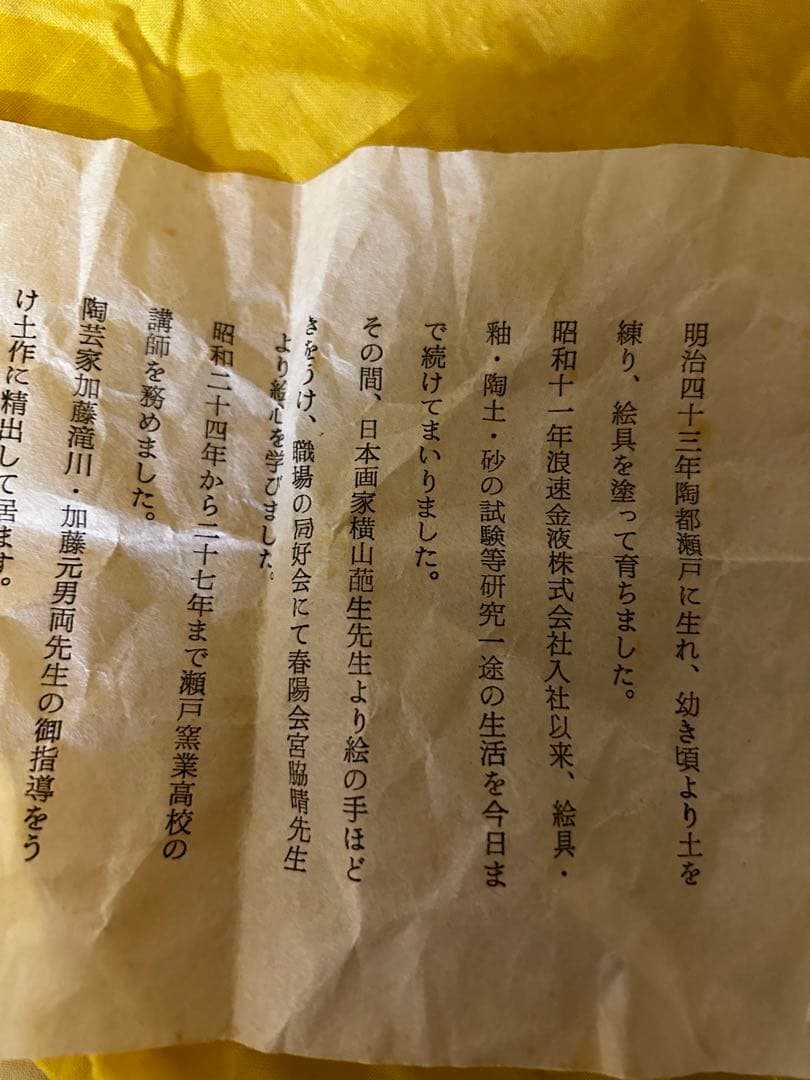 明治四十三年陶都瀬戸に生れ、幼き頃より土を
練り、絵具を塗って育ちました。
昭和十一年浪速金液株式会社入社以来、絵具・
釉・陶土・砂の試験等研究一途の生活を今日ま
で続けてまいりました。
その間、日本画家横山葩生先生より絵の手ほど
きをうけ、職場の同好会にて春陽会宮脇晴先生
より絵心を学びました。
昭和二十四年から二十七年まで瀬戸窯業高校の
講師を務めました。
陶芸家加藤滝川・加藤元男両先生の御指導をう
け土作に精出して居ます。